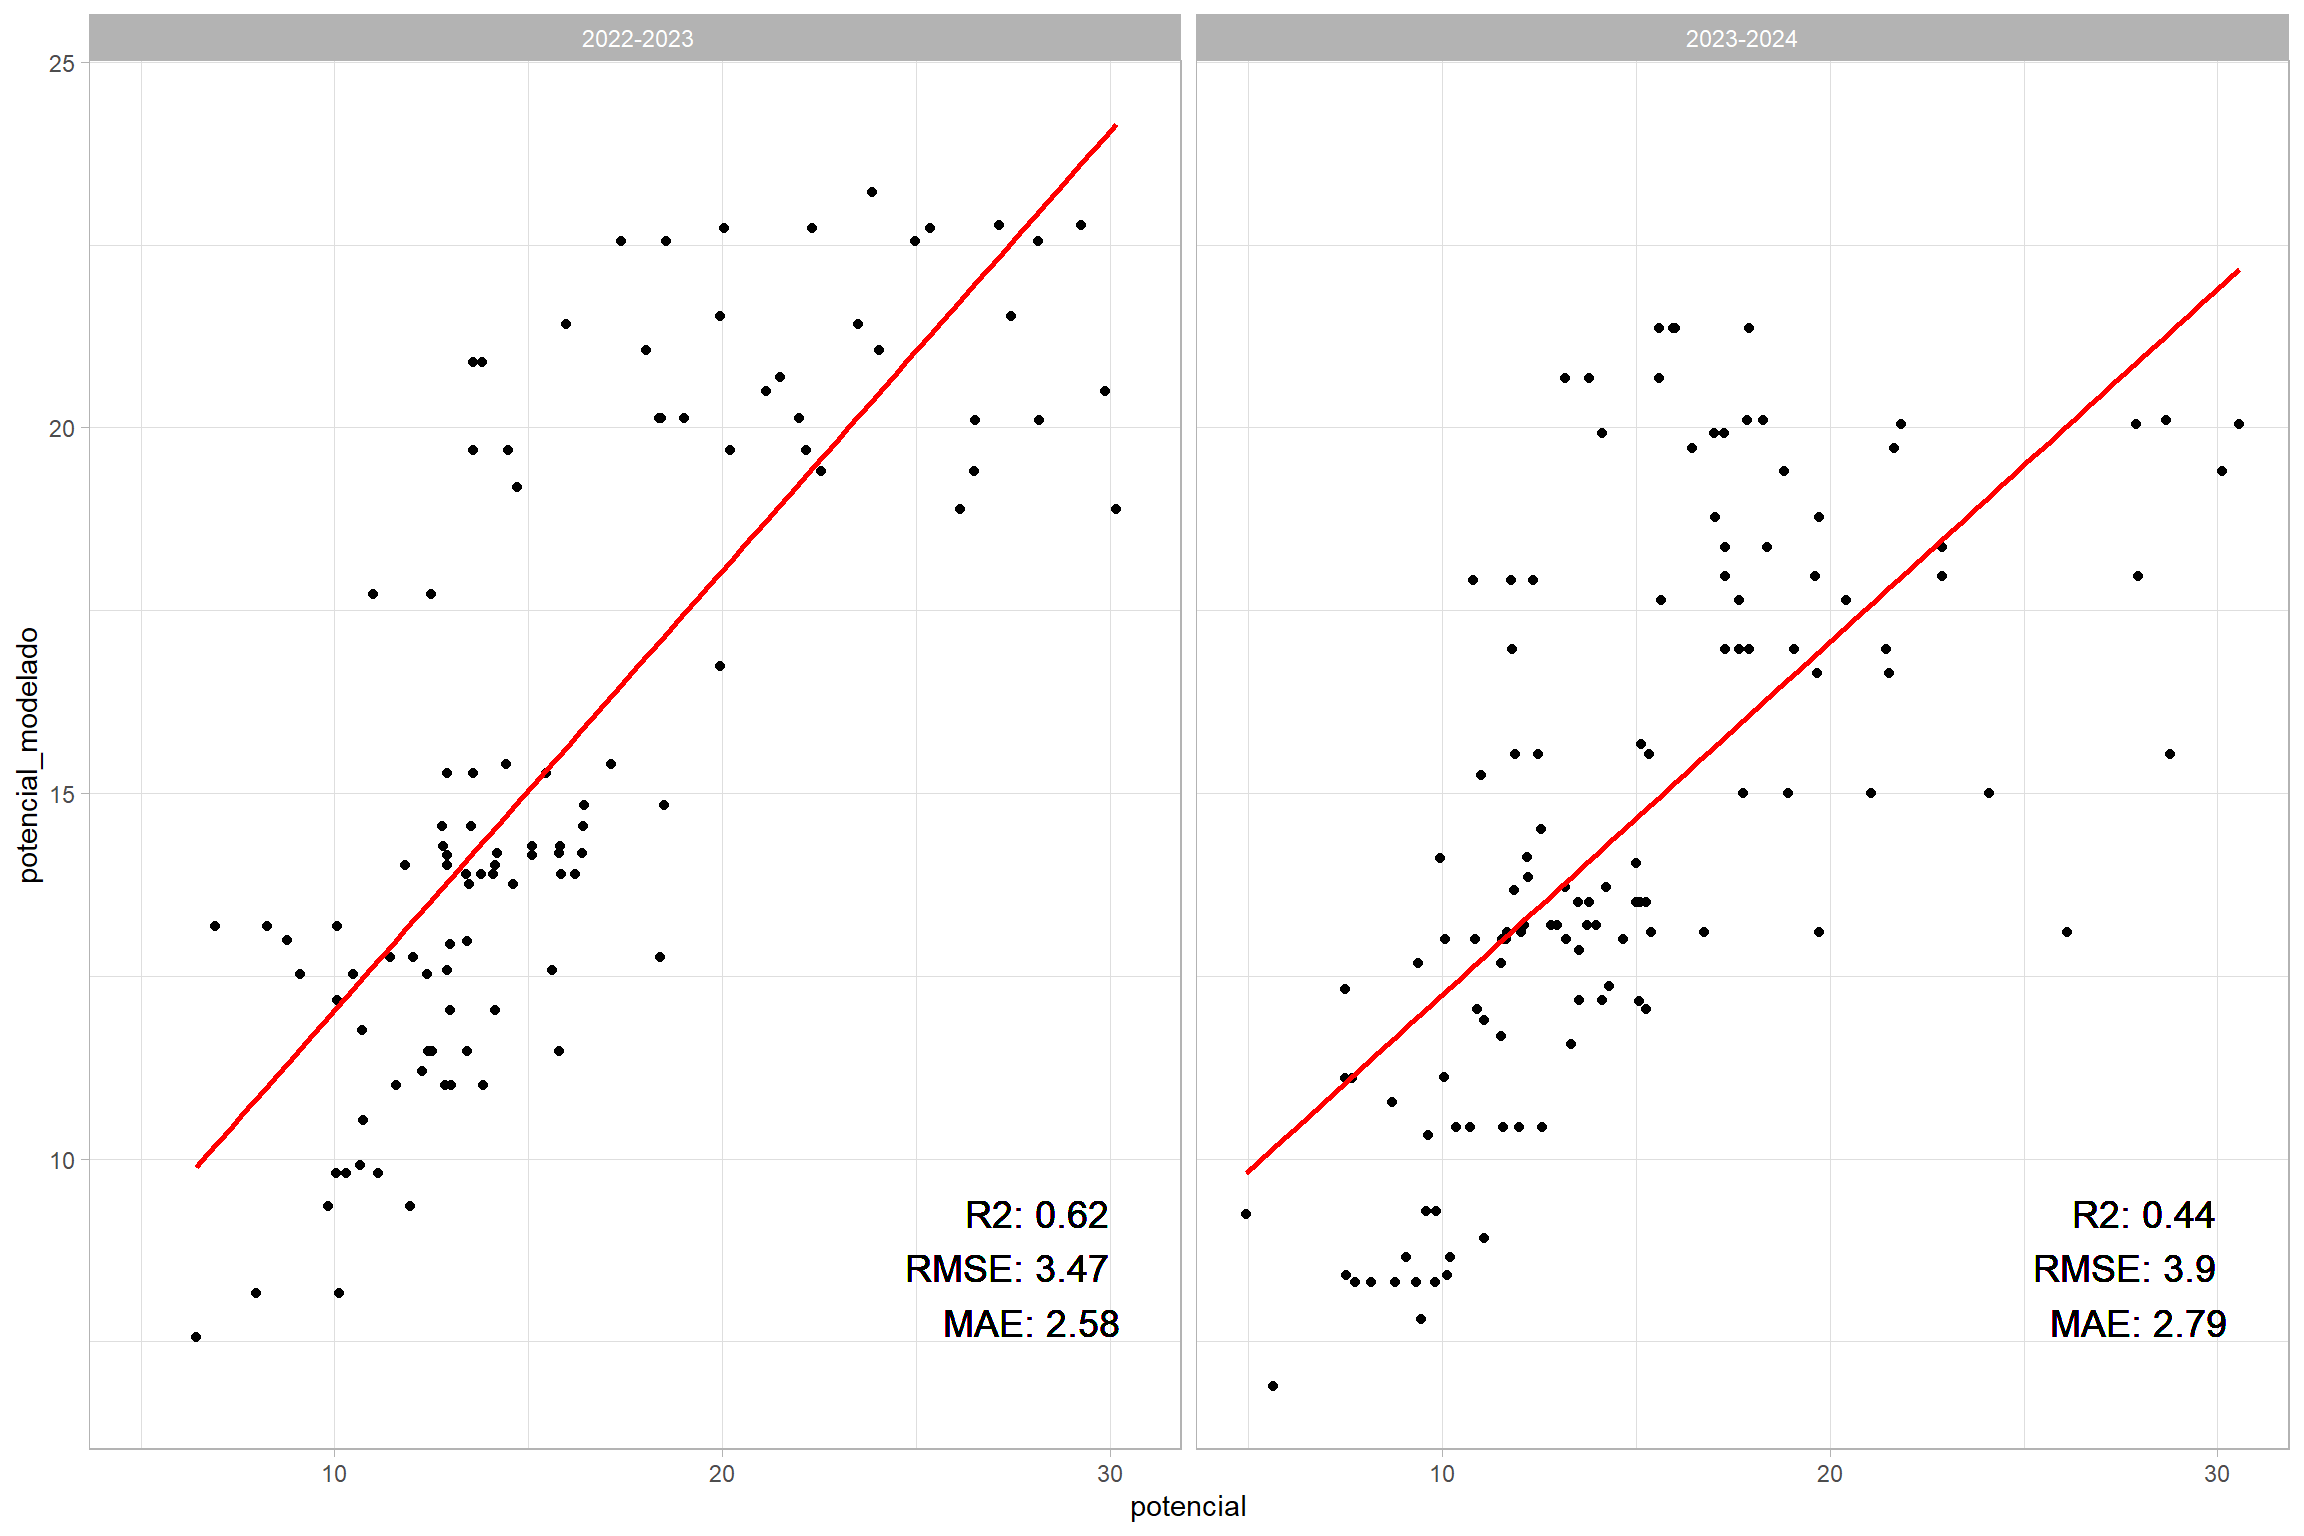 2022-2023
2023-2024
25
20
15
10
potencial_modelado
R2: 0.62
RMSE: 3.47
MAE: 2.58
R2: 0.44
RMSE: 3.9
MAE: 2.79
10
20
30
10
20
30
potencial